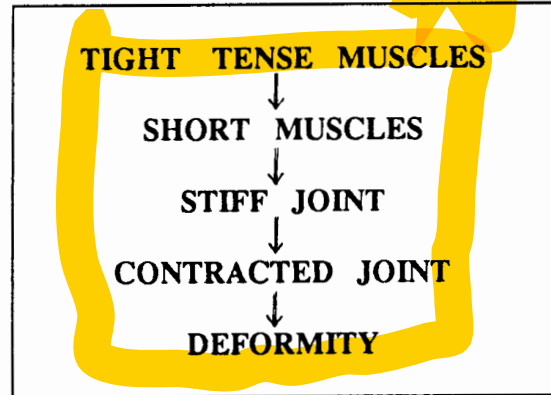 TIGHT TENSE MUSCLES
SHORT MUSCLES
STIFF JOINT
CONTRACTED JOINT
DEFORMITY